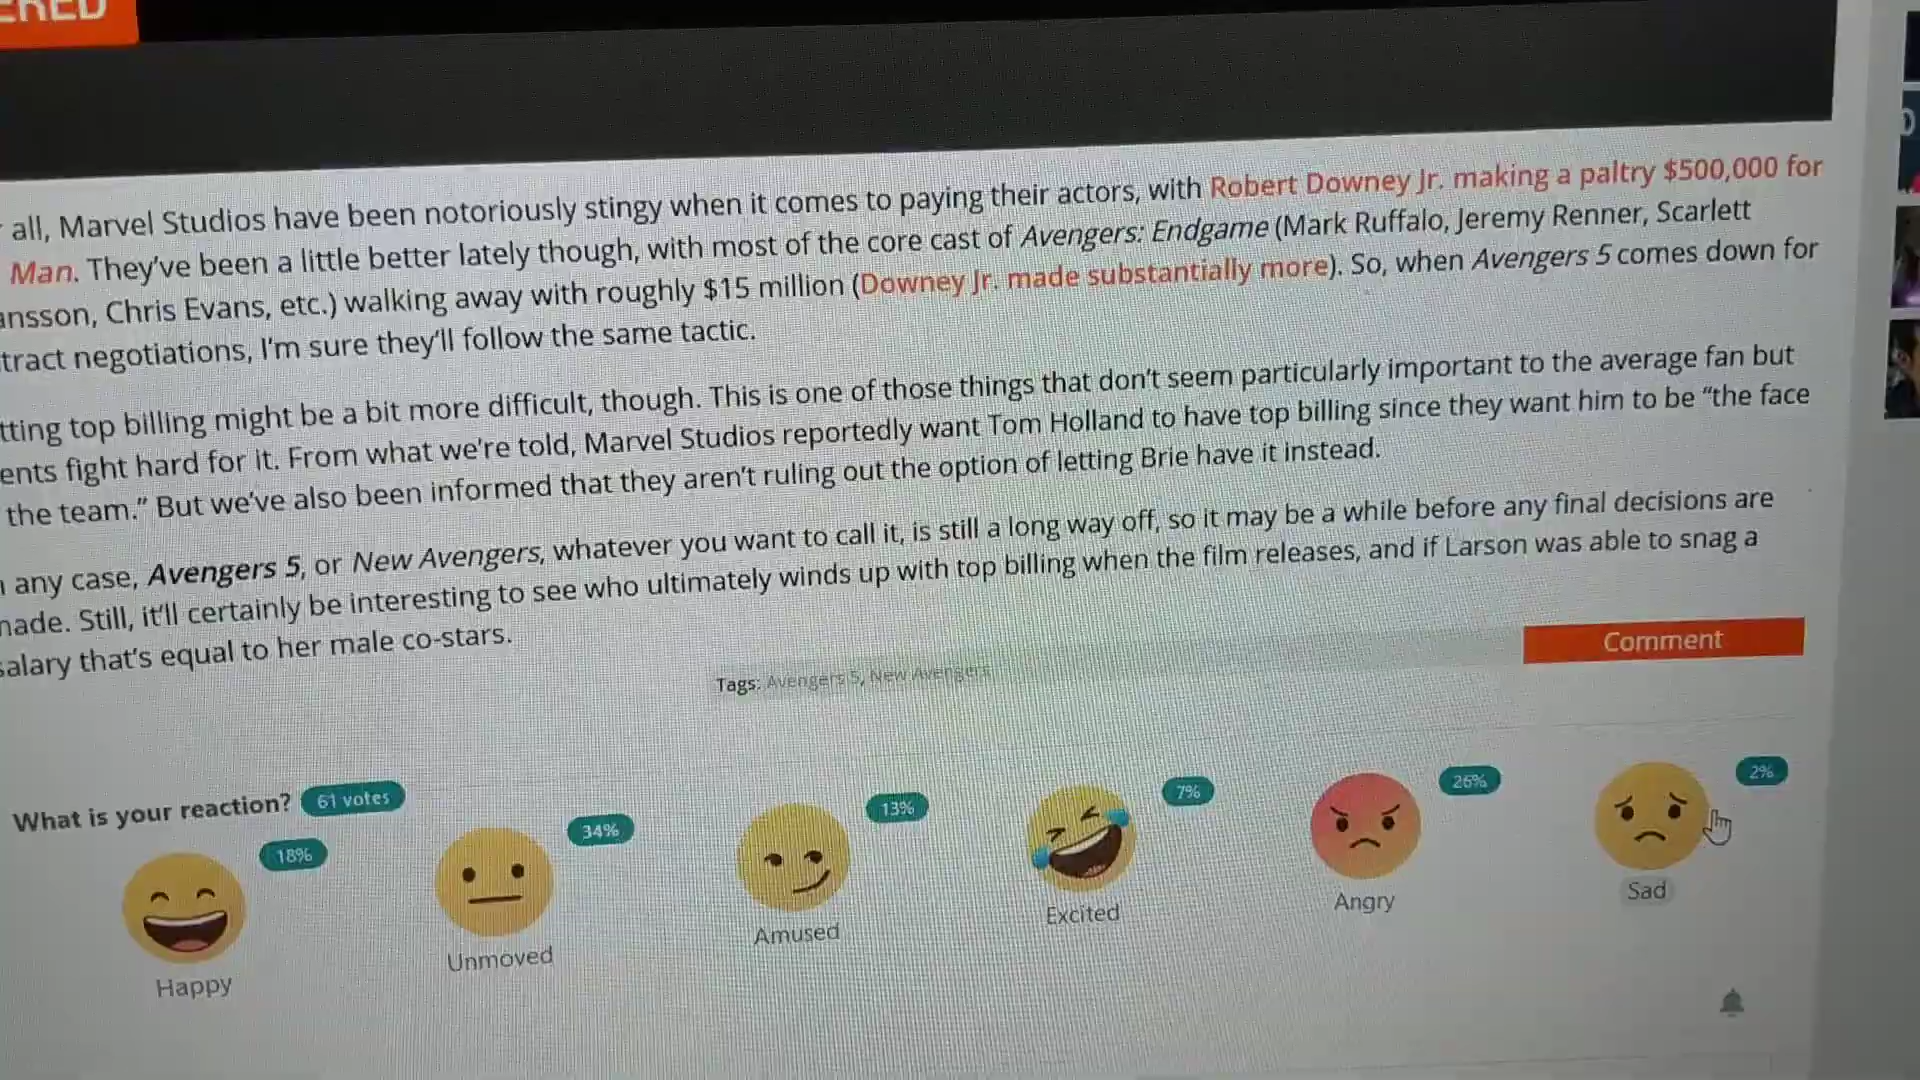 all, Marvel Studios have been notoriously stingy when it comes to paying their actors, with Robert Downey Jr. making a paltry $500,000 for
Man. They've been a little better lately though, with most of the core cast of Avengers: Endgame (Mark Ruffalo, Jeremy Renner, Scarlett
ansson, Chris Evans, etc.) walking away with roughly $15 million (Downey Jr. made substantially more). So, when Avengers 5 comes down for
tract negotiations, I'm sure they'll follow the same tactic.
tting top billing might be a bit more difficult, though. This is one of those things that don't seem particularly important to the average fan but
ents fight hard for it. From what we're told, Marvel Studios reportedly want Tom Holland to have top billing since they want him to be “the face
the team.” But we've also been informed that they aren't ruling out the option of letting Brie have it instead.
any case, Avengers 5, or New Avengers, whatever you want to call it, is still a long way off, so it may be a while before any final decisions are
made. Still, it'll certainly be interesting to see who ultimately winds up with top billing when the film releases, and if Larson was able to snag a
salary that's equal to her male co-stars.
Comment
Tags: Avengers 5, New Avengers
What is your reaction? 61 votes
18% 34% 13% 7% 26% 2%
Happy Unmoved Amused Excited Angry Sad